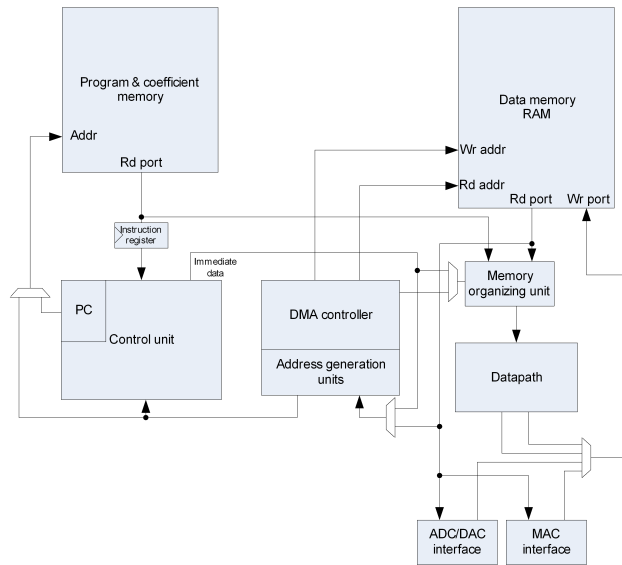 Program & coefficient
memory
Addr
Rd port
Data memory
RAM
Wr addr
Rd addr
Rd port
Wr port
Instruction
register
Immediate
data
PC
Control unit
DMA controller
Address generation
units
Memory
organizing unit
Datapath
ADC/DAC
interface
MAC
interface